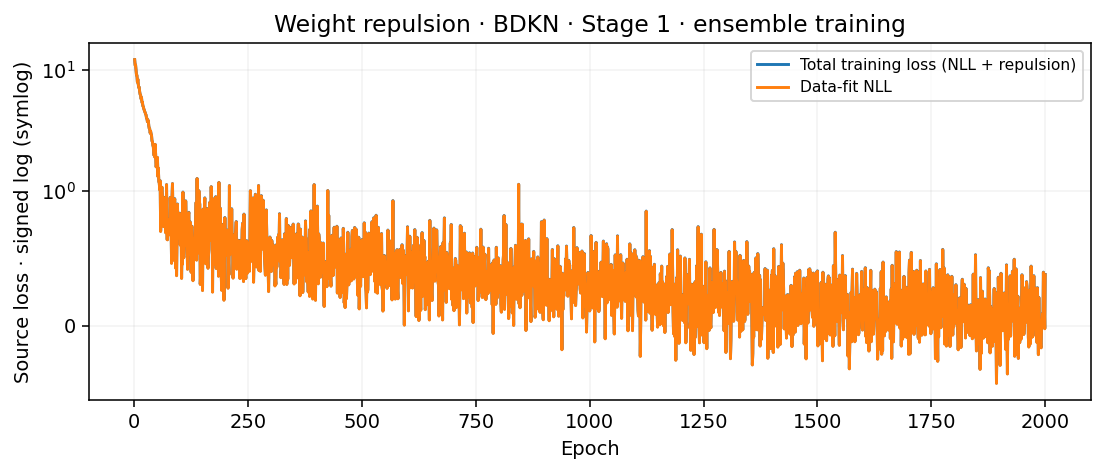 Weight repulsion · BDKN · Stage 1 · ensemble training
Total training loss (NLL + repulsion)
Data-fit NLL
Source loss · signed log (symlog)
10¹
10⁰
0
0 250 500 750 1000 1250 1500 1750 2000
Epoch